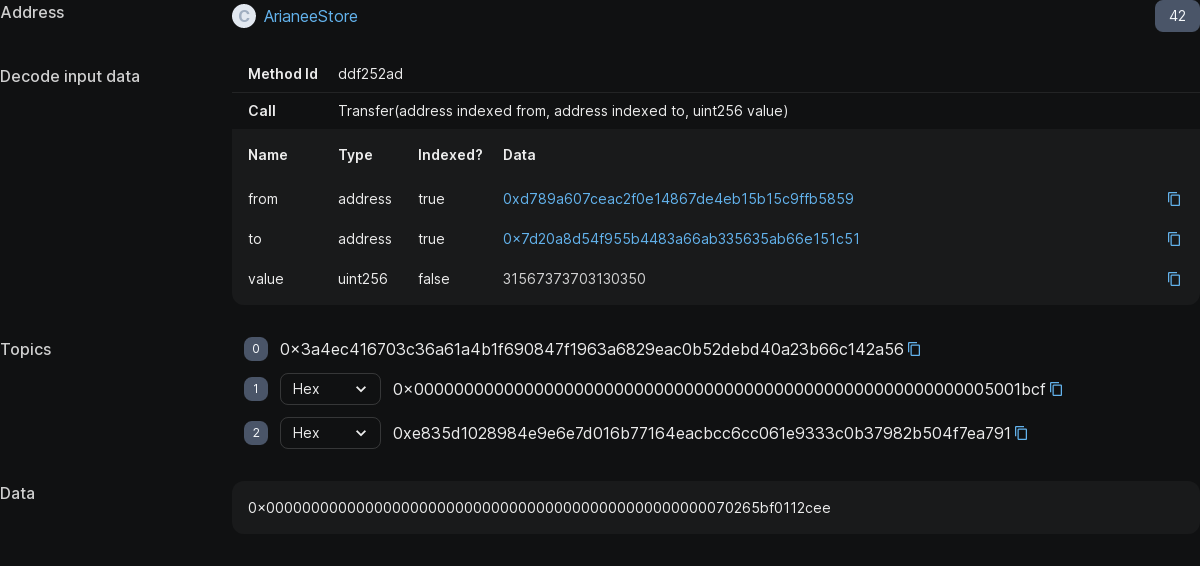 Address
C ArianeeStore 42
Decode input data
Method Id ddf252ad
Call Transfer(address indexed from, address indexed to, uint256 value)
Name Type Indexed? Data
from address true 0xd789a607ceac2f0e14867de4eb15b15c9ffb5859
to address true 0x7d20a8d54f955b4483a66ab335635ab66e151c51
value uint256 false 31567373703130350
Topics
0 0x3a4ec416703c36a61a4b1f690847f1963a6829eac0b52debd40a23b66c142a56
1 Hex 0x0000000000000000000000000000000000000000000000000000000005001bcf
2 Hex 0xe835d1028984e9e6e7d016b77164eacbcc6cc061e9333c0b37982b504f7ea791
Data
0x0000000000000000000000000000000000000000000000000070265bf0112cee